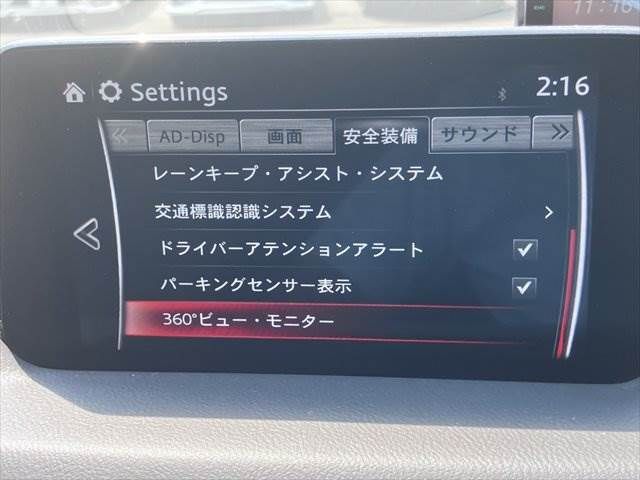 11:16
Settings
2:16
AD-Disp 画面 安全装備 サウンド
レーンキープ・アシスト・システム
交通標識認識システム
ドライバーアテンションアラート
パーキングセンサー表示
360°ビュー・モニター